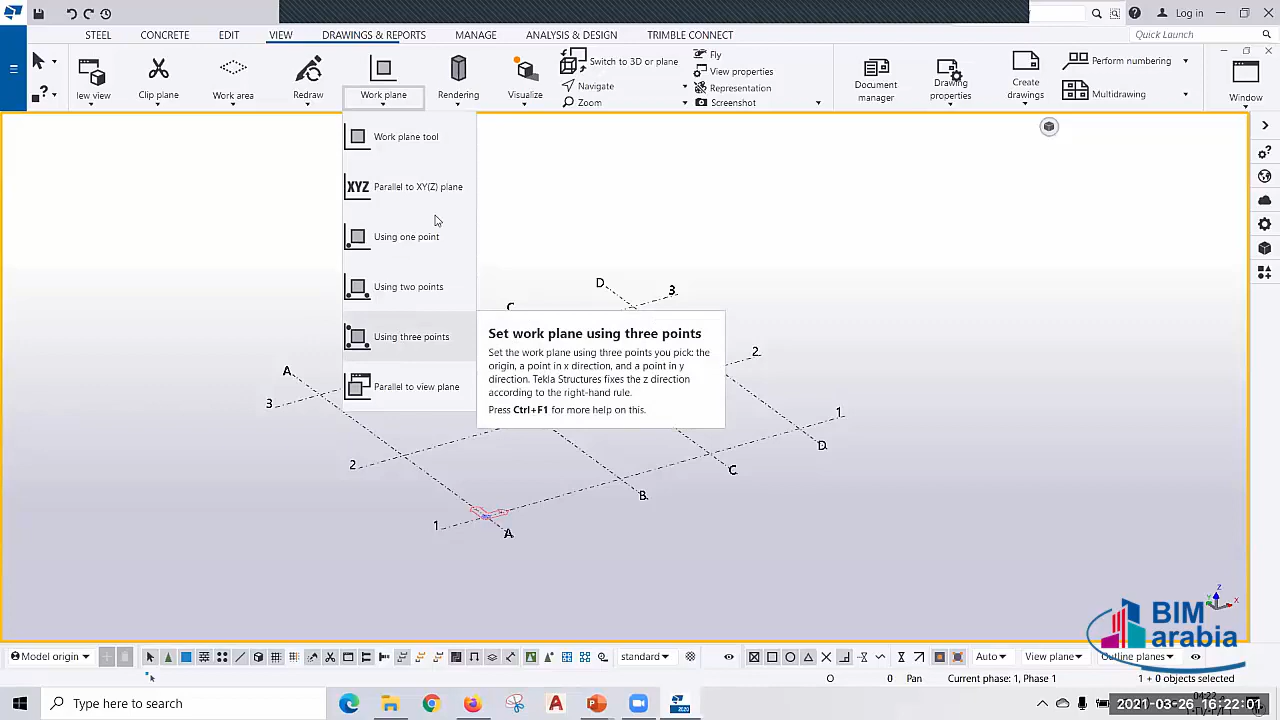 Log in
STEEL
CONCRETE
EDIT
VIEW
DRAWINGS & REPORTS
MANAGE
ANALYSIS & DESIGN
TRIMBLE CONNECT
Quick Launch
iew view
Clip plane
Work area
Redraw
Work plane
Rendering
Visualize
Switch to 3D or plane
Navigate
Zoom
Fly
View properties
Representation
Screenshot
Document
manager
Drawing
properties
Create
drawings
Perform numbering
Multidrawing
Window
Work plane tool
XYZ Parallel to XY(Z) plane
Using one point
Using two points
Using three points
Parallel to view plane
Set work plane using three points
Set the work plane using three points you pick: the
origin, a point in x direction, and a point in y
direction. Tekla Structures fixes the z direction
according to the right-hand rule.
Press Ctrl+F1 for more help on this.
D
3
C
A
3
2
1
2
D
C
B
1
A
Z
X
BIM
arabia
Model origin
standard
Auto
View plane
Outline planes
O
0
Pan
Current phase: 1, Phase 1
1 + 0 objects selected
Type here to search
2020
2021-03-26 16:22:01